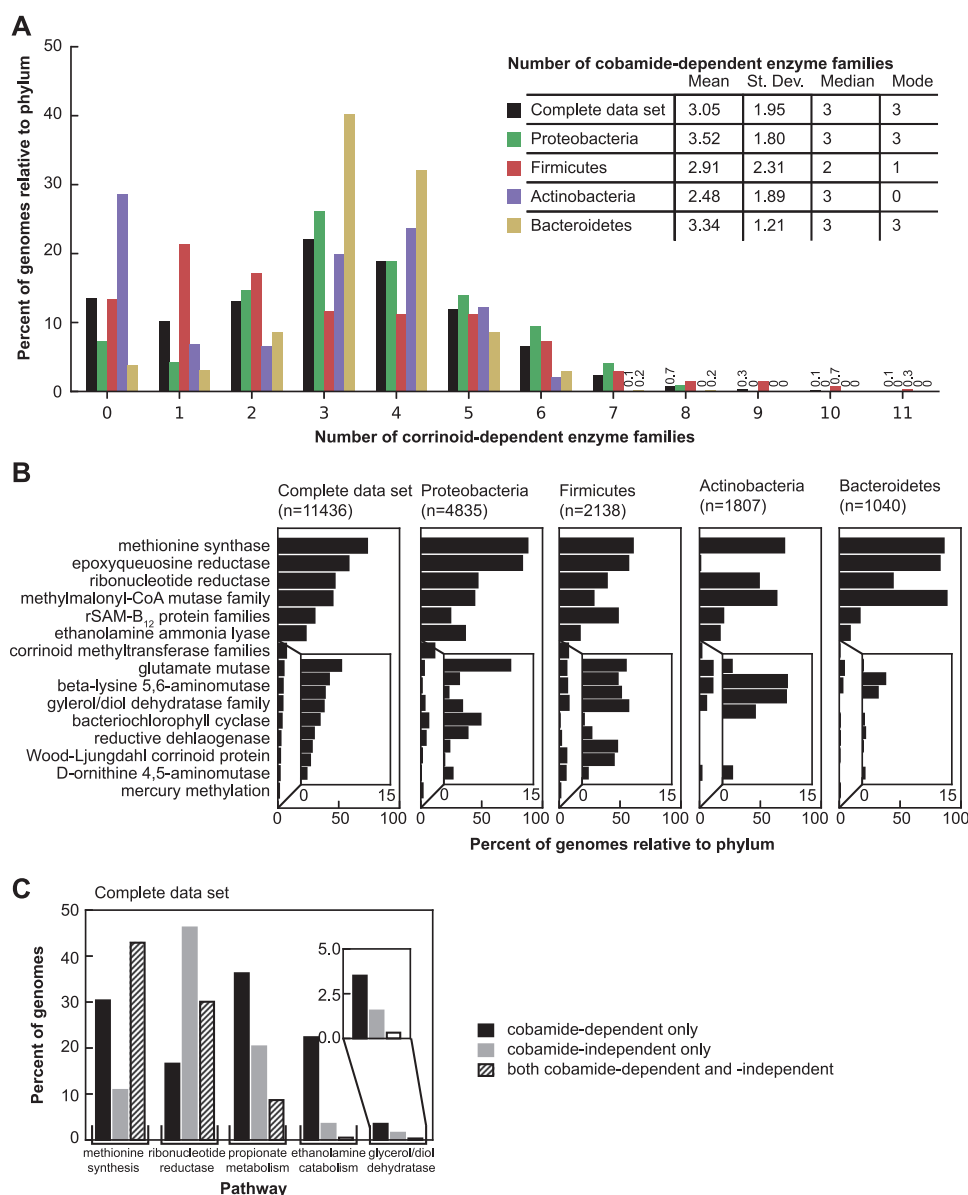 A
50
40
30
20
10
0
Percent of genomes relative to phylum
Number of cobamide-dependent enzyme families
Mean St. Dev. Median Mode
Complete data set 3.05 1.95 3 3
Proteobacteria 3.52 1.80 3 3
Firmicutes 2.91 2.31 2 1
Actinobacteria 2.48 1.89 3 0
Bacteroidetes 3.34 1.21 3 3
0.1 0.2 0.7 0.2 0.3 0 0 0 0.1 0 0.7 0 0 0.1 0 0.3 0 0
0 1 2 3 4 5 6 7 8 9 10 11
Number of corrinoid-dependent enzyme families
B
Complete data set Proteobacteria Firmicutes Actinobacteria Bacteroidetes
(n=11436) (n=4835) (n=2138) (n=1807) (n=1040)
methionine synthase
epoxyqueuosine reductase
ribonucleotide reductase
methylmalonyl-CoA mutase family
rSAM-B12 protein families
ethanolamine ammonia lyase
corrinoid methyltransferase families
glutamate mutase
beta-lysine 5,6-aminomutase
gylerol/diol dehydratase family
bacteriochlorophyll cyclase
reductive dehlaogenase
Wood-Ljungdahl corrinoid protein
D-ornithine 4,5-aminomutase
mercury methylation
0 15 0 15 0 15 0 15 0 15
0 50 100 0 50 100 0 50 100 0 50 100 0 50 100
Percent of genomes relative to phylum
C
Complete data set
50
40
30
20
10
0
Percent of genomes
5.0
2.5
0.0
cobamide-dependent only
cobamide-independent only
both cobamide-dependent and -independent
methionine ribonucleotide propionate ethanolamine glycerol/diol
synthesis reductase metabolism catabolism dehydratase
Pathway